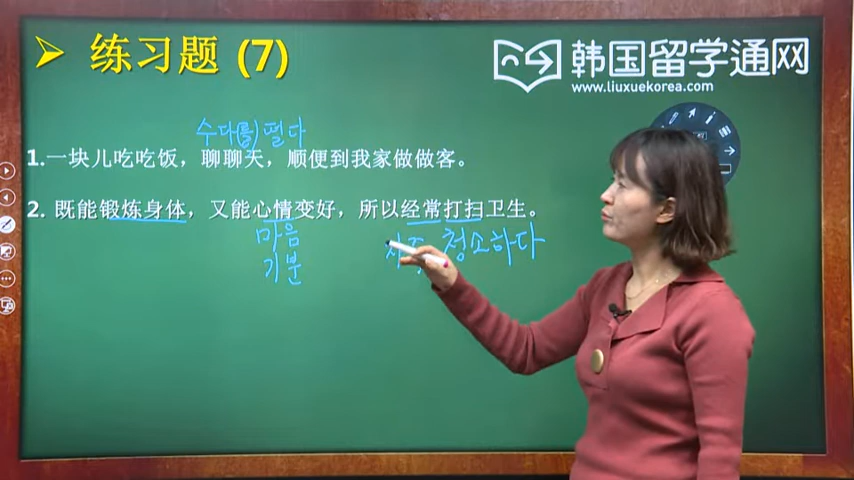 练习题 (7)
韩国留学通网
www.liuxuekorea.com
수다(를) 떨다
1.一块儿吃吃饭，聊聊天，顺便到我家做做客。
2. 既能锻炼身体，又能心情变好，所以经常打扫卫生。
마음
청소하다
기분